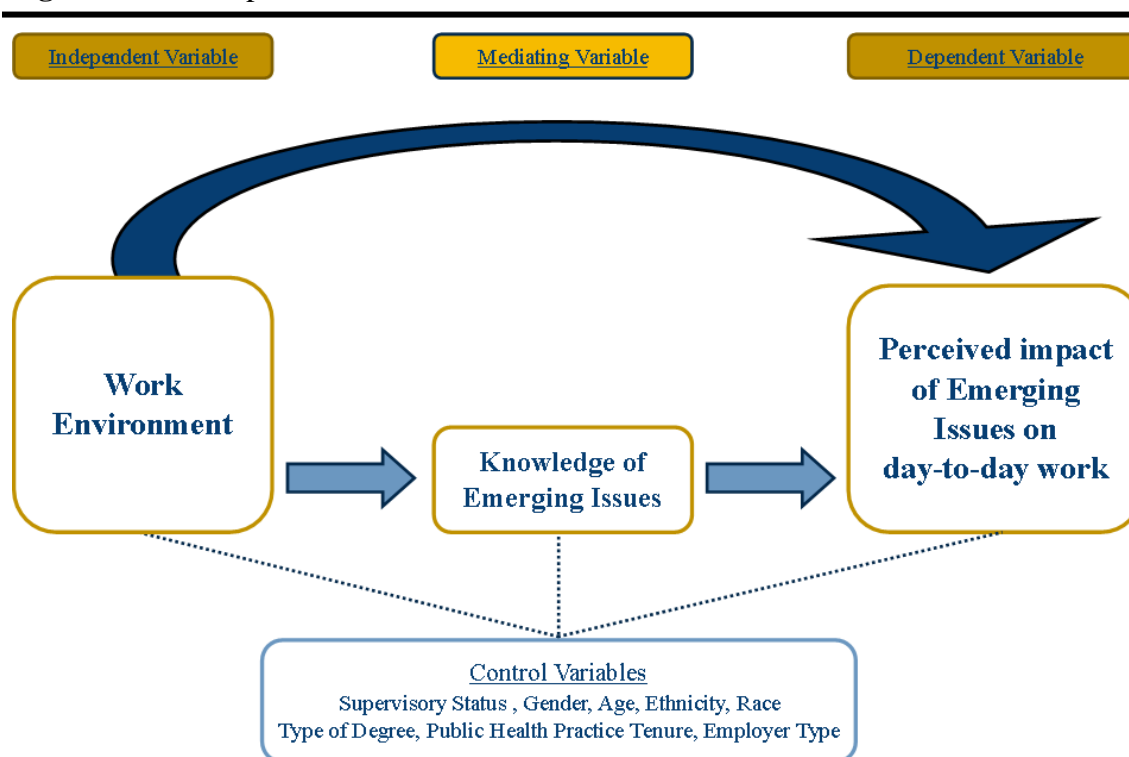 Independent Variable
Mediating Variable
Dependent Variable
Work
Environment
Knowledge of
Emerging Issues
Perceived impact
of Emerging
Issues on
day-to-day work
Control Variables
Supervisory Status , Gender, Age, Ethnicity, Race
Type of Degree, Public Health Practice Tenure, Employer Type